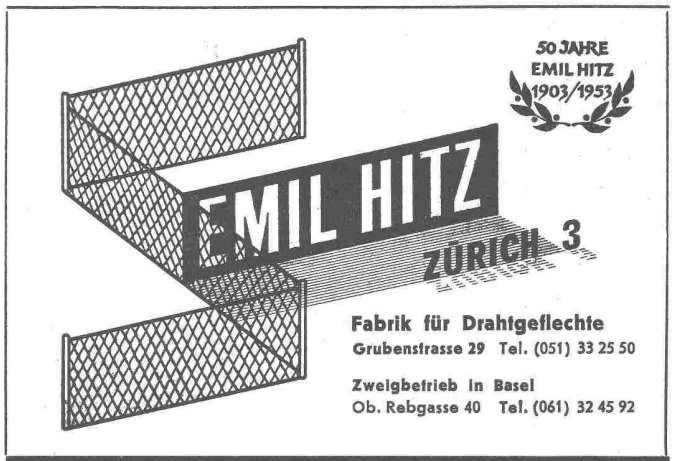 50 JAHRE
EMIL HITZ
1903/1953
EMIL HITZ
ZÜRICH 3
Fabrik für Drahtgeflechte
Grubenstrasse 29 Tel. (051) 33 25 50
Zweigbetrieb in Basel
Ob. Rebgasse 40 Tel. (061) 32 45 92